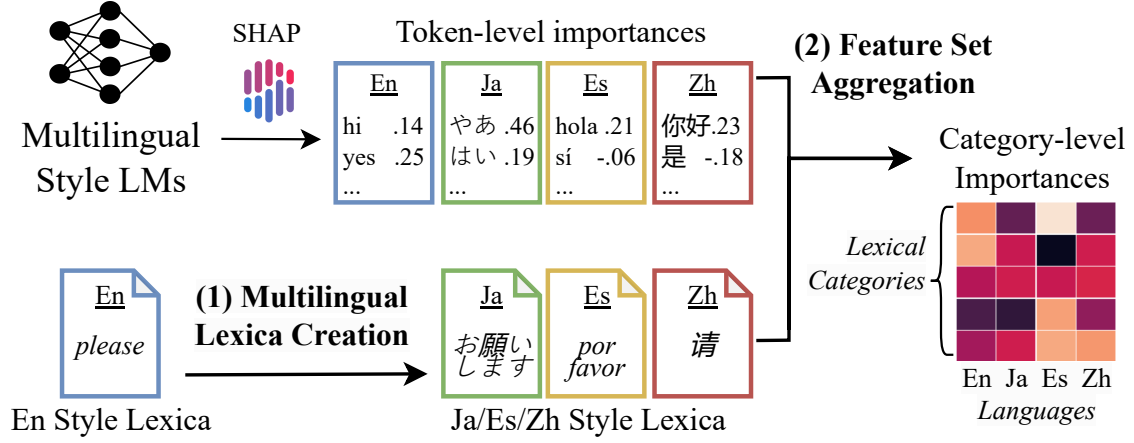 SHAP
Multilingual
Style LMs
Token-level importances
En
hi .14
yes .25
...
Ja
やあ .46
はい .19
...
Es
hola .21
sí -.06
...
Zh
你好.23
是 -.18
...
(2) Feature Set
Aggregation
En
please
En Style Lexica
(1) Multilingual
Lexica Creation
Ja
お願い
します
Es
por
favor
Zh
请
Ja/Es/Zh Style Lexica
Category-level
Importances
Lexical
Categories
En Ja Es Zh
Languages